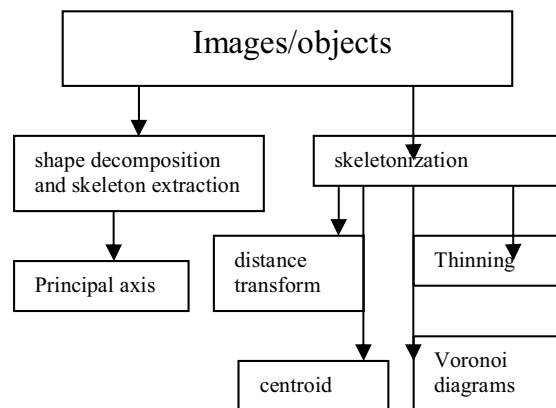 Images/objects
shape decomposition
and skeleton extraction
skeletonization
Principal axis
distance
transform
Thinning
centroid
Voronoi
diagrams